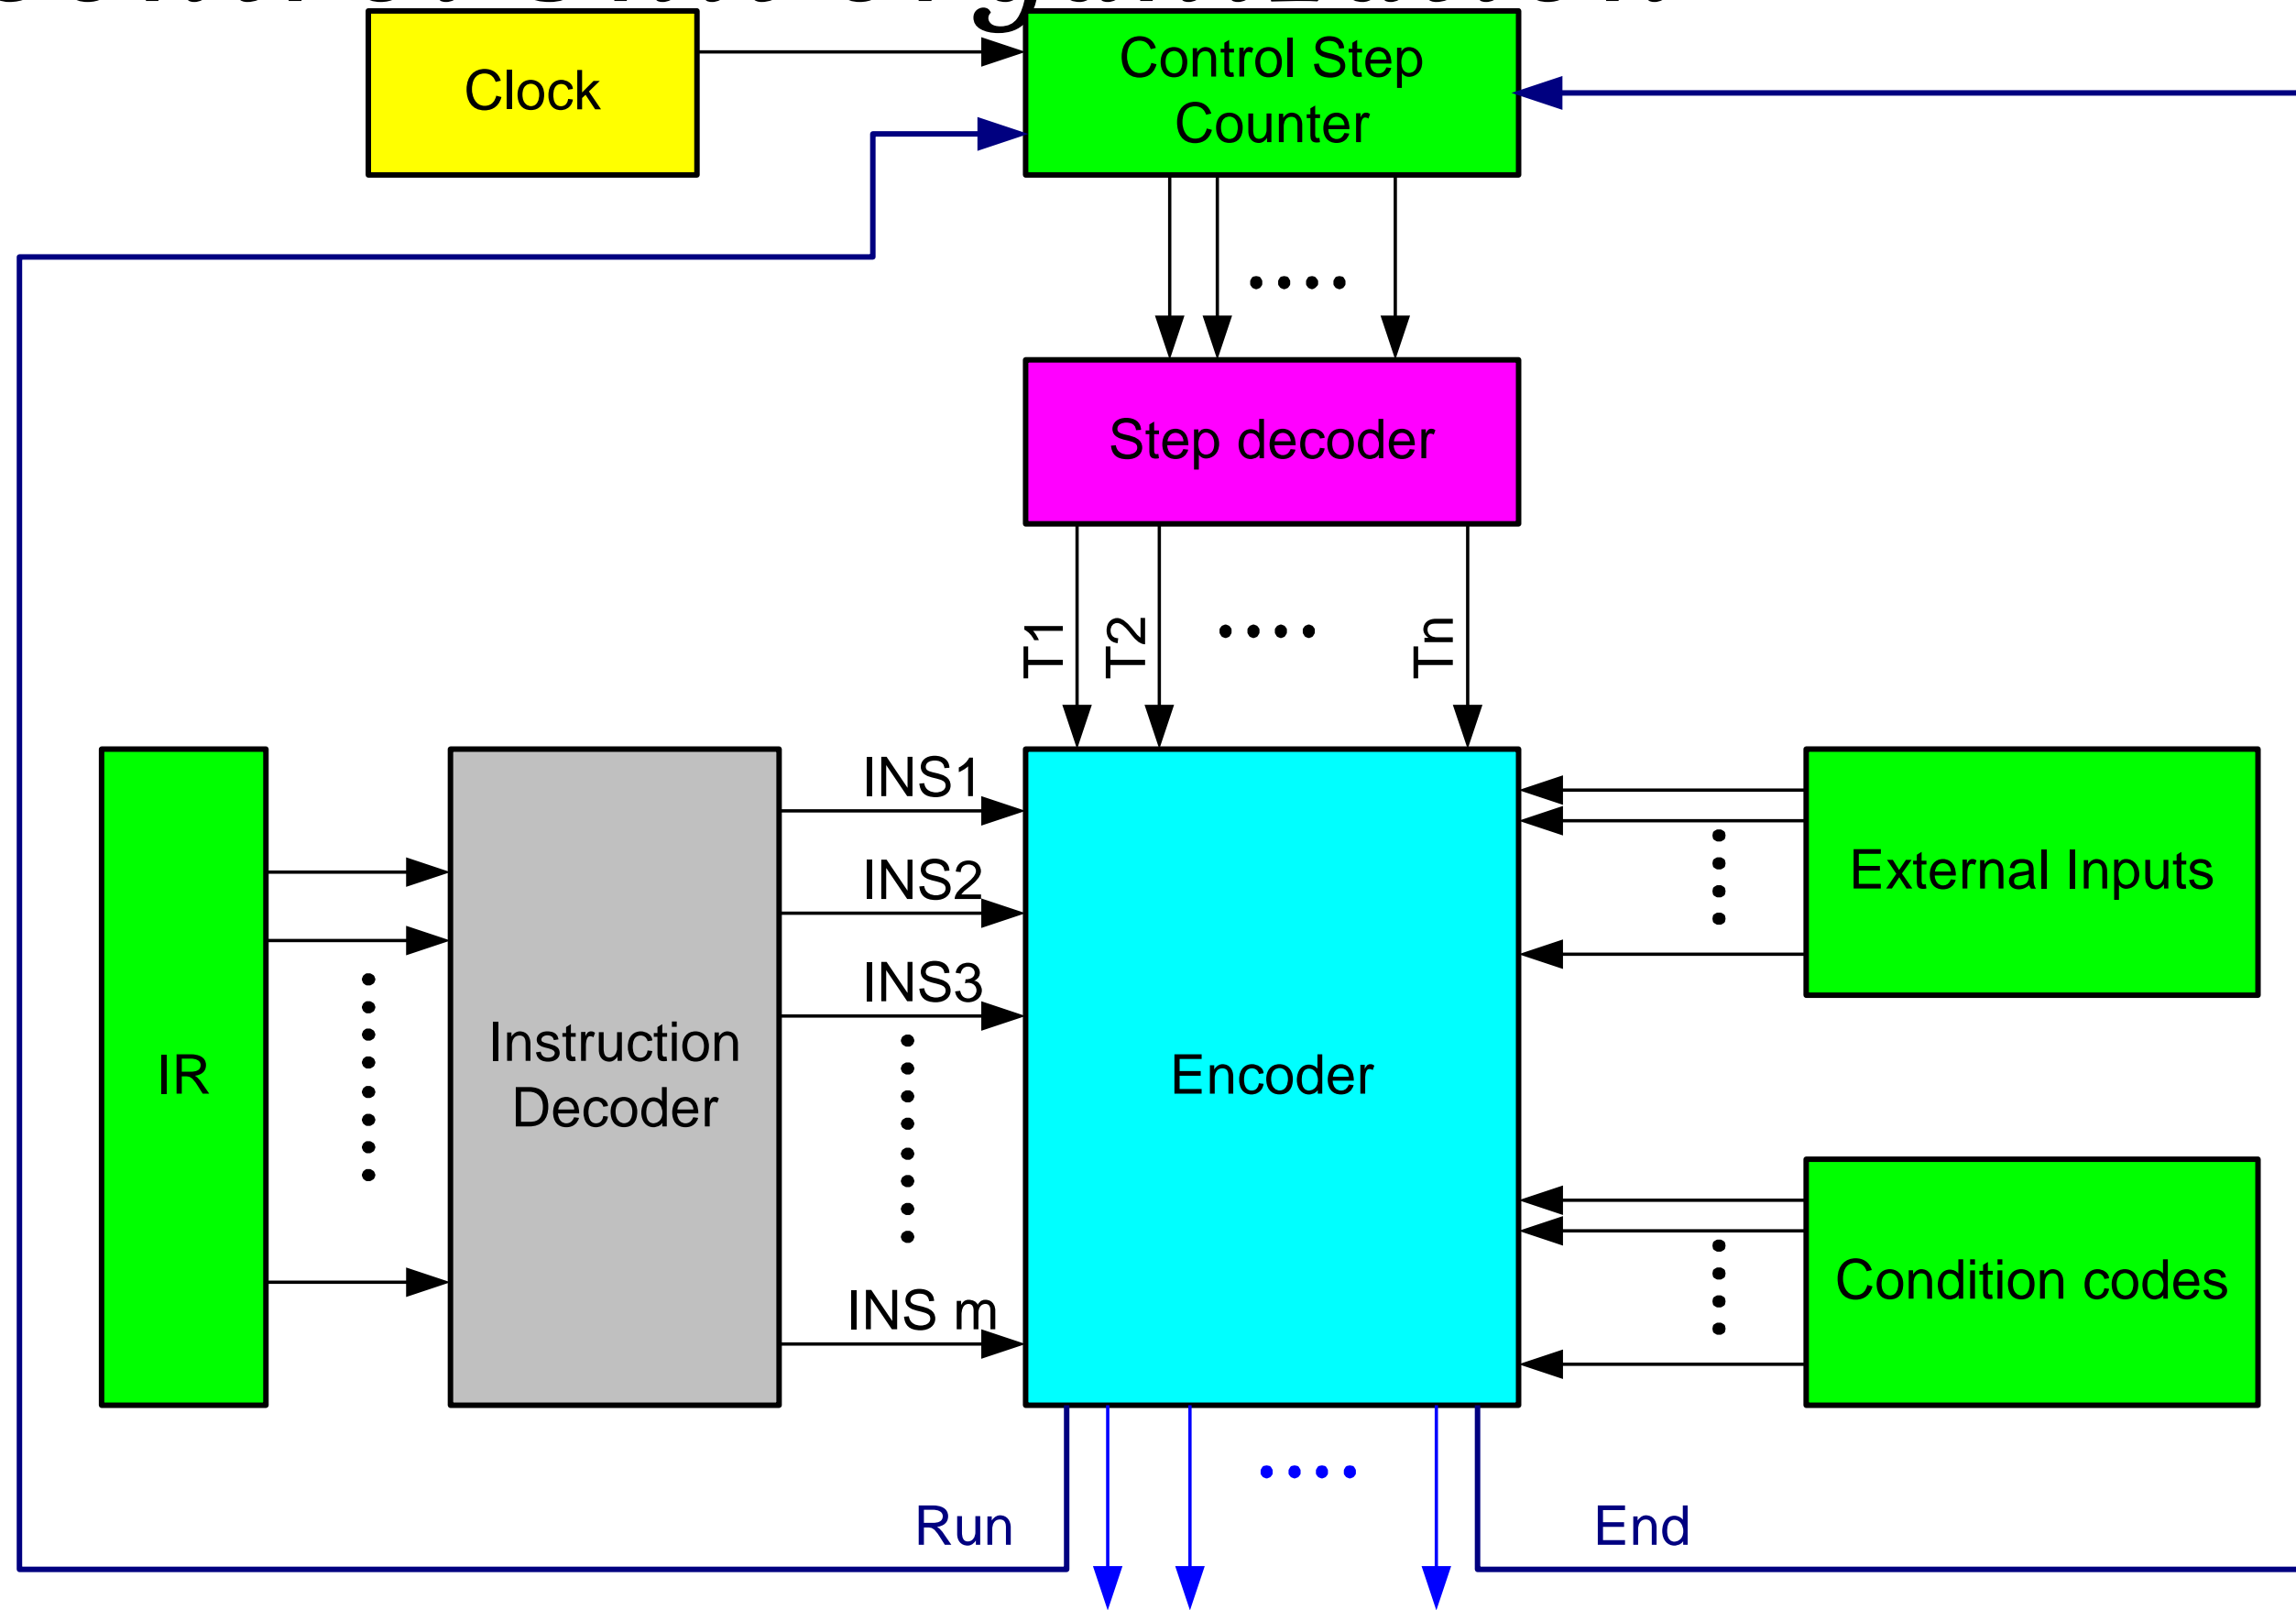 Clock
Control Step
Counter
Step decoder
T1
T2
Tn
INS1
INS2
INS3
INS m
IR
Instruction
Decoder
Encoder
External Inputs
Condition codes
Run
End